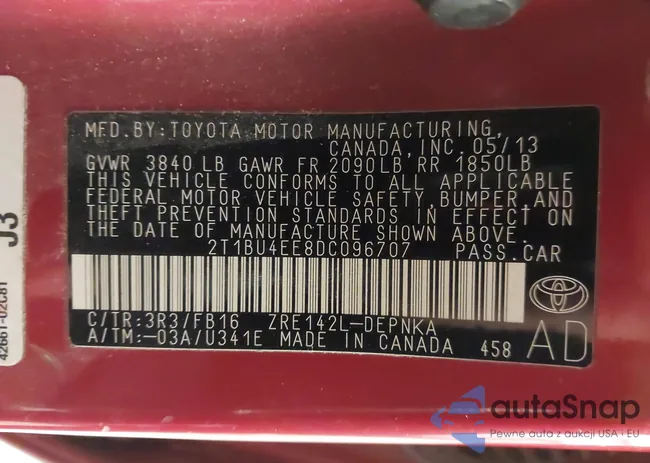 MFD.BY:TOYOTA MOTOR MANUFACTURING,
CANADA,INC.05/13
GVWR 3840LB GAWR FR 2090LB RR 1850LB
THIS VEHICLE CONFORMS TO ALL APPLICABLE
FEDERAL MOTOR VEHICLE SAFETY,BUMPER,AND
THEFT PREVENTION STANDARDS IN EFFECT ON
THE DATE OF MANUFACTURE SHOWN ABOVE.
2T1BU4EE8DC096707 PASS.CAR
C/TR:3R3/FB16 ZRE142L-DEPNKA
A/TM:-03A/U341E MADE IN CANADA 458 AD
J3
42661-02C81
autaSnap
Pewne auta z aukcji USA i EU